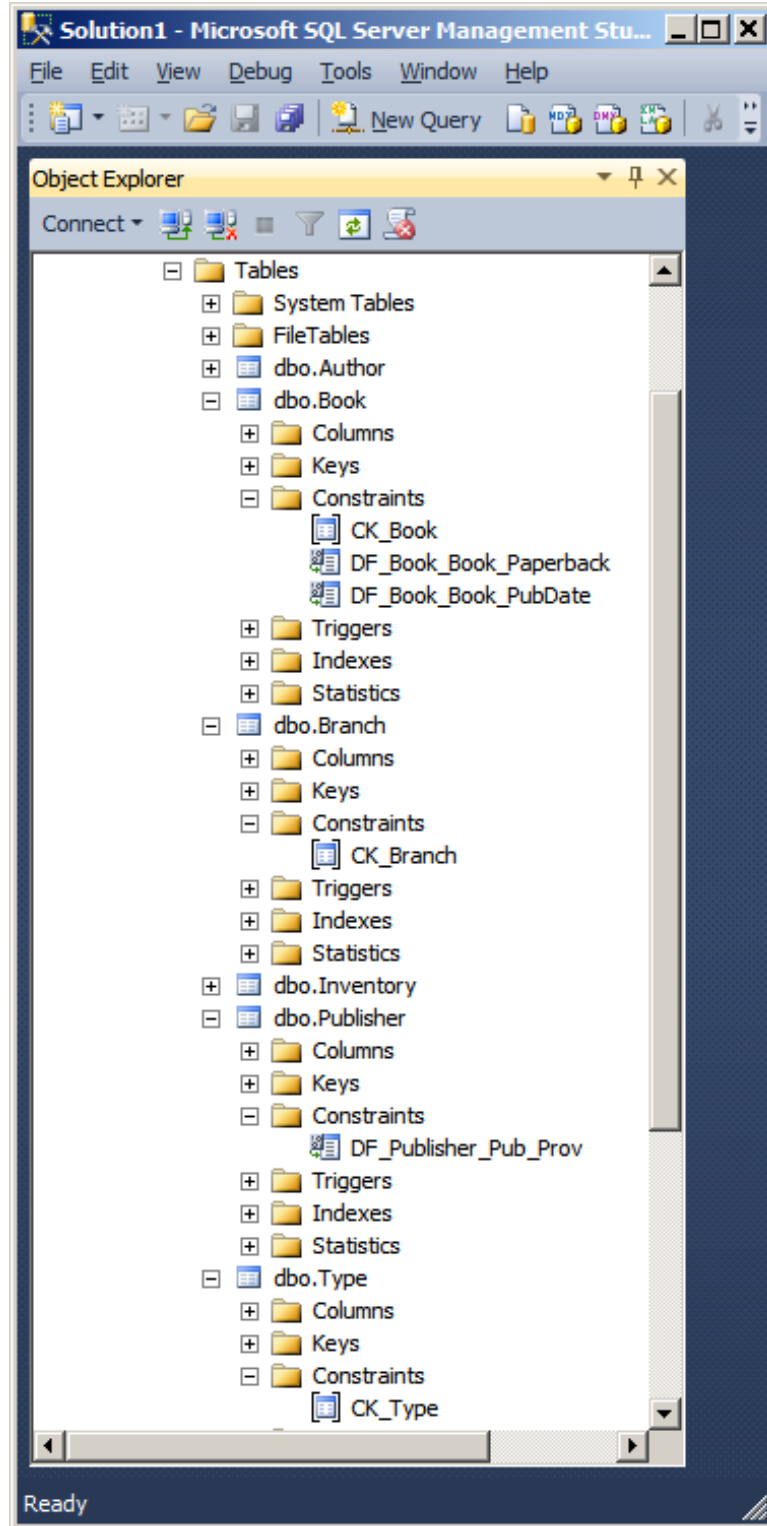 Solution1 - Microsoft SQL Server Management Stu...
File Edit View Debug Tools Window Help
New Query
Object Explorer
Connect
Tables
System Tables
FileTables
dbo.Author
dbo.Book
Columns
Keys
Constraints
CK_Book
DF_Book_Book_Paperback
DF_Book_Book_PubDate
Triggers
Indexes
Statistics
dbo.Branch
Columns
Keys
Constraints
CK_Branch
Triggers
Indexes
Statistics
dbo.Inventory
dbo.Publisher
Columns
Keys
Constraints
DF_Publisher_Pub_Prov
Triggers
Indexes
Statistics
dbo.Type
Columns
Keys
Constraints
CK_Type
Ready